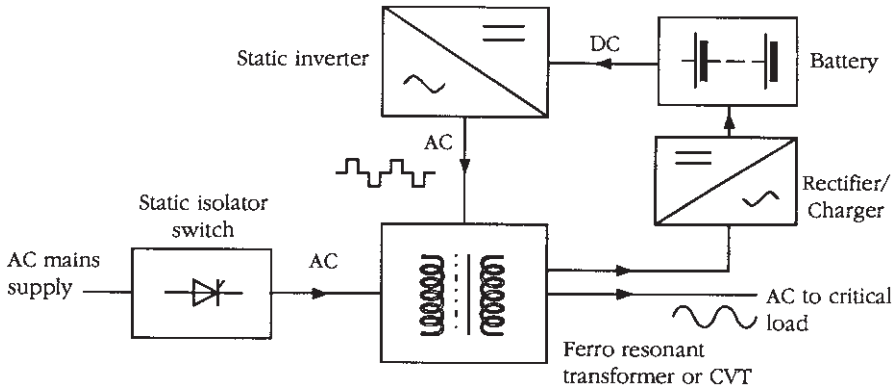 Static inverter
DC
Battery
AC
Rectifier/
Charger
Static isolator
switch
AC mains
supply
AC
AC to critical
load
Ferro resonant
transformer or CVT